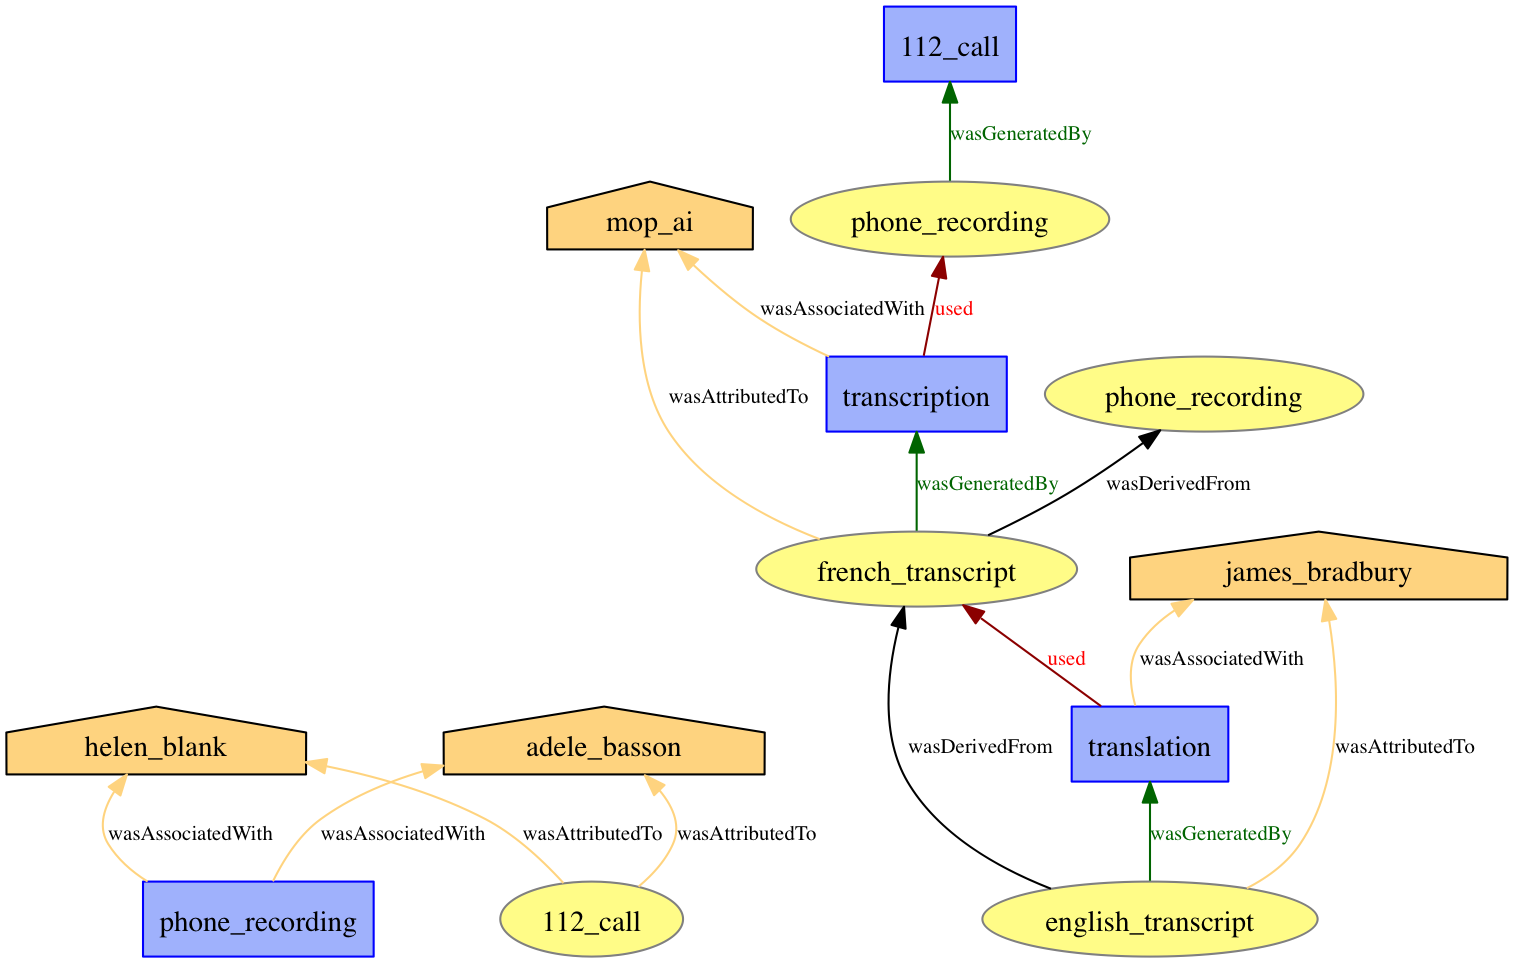 112_call
wasGeneratedBy
mop_ai
phone_recording
wasAssociatedWith
used
wasAttributedTo
transcription
phone_recording
wasGeneratedBy
wasDerivedFrom
french_transcript
james_bradbury
used
wasAssociatedWith
helen_blank
adele_basson
wasDerivedFrom
translation
wasAttributedTo
wasAssociatedWith
wasAssociatedWith
wasAttributedTo
wasAttributedTo
wasGeneratedBy
phone_recording
112_call
english_transcript